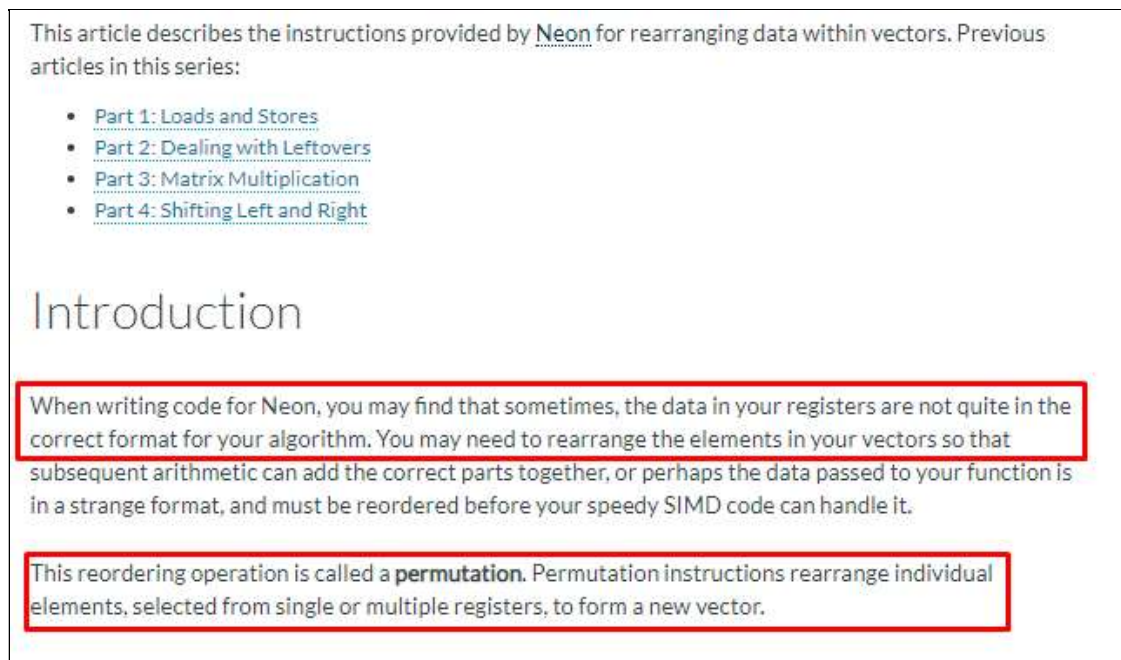 This article describes the instructions provided by Neon for rearranging data within vectors. Previous
articles in this series:
• Part 1: Loads and Stores
• Part 2: Dealing with Leftovers
• Part 3: Matrix Multiplication
• Part 4: Shifting Left and Right
Introduction
When writing code for Neon, you may find that sometimes, the data in your registers are not quite in the
correct format for your algorithm. You may need to rearrange the elements in your vectors so that
subsequent arithmetic can add the correct parts together, or perhaps the data passed to your function is
in a strange format, and must be reordered before your speedy SIMD code can handle it.
This reordering operation is called a permutation. Permutation instructions rearrange individual
elements, selected from single or multiple registers, to form a new vector.